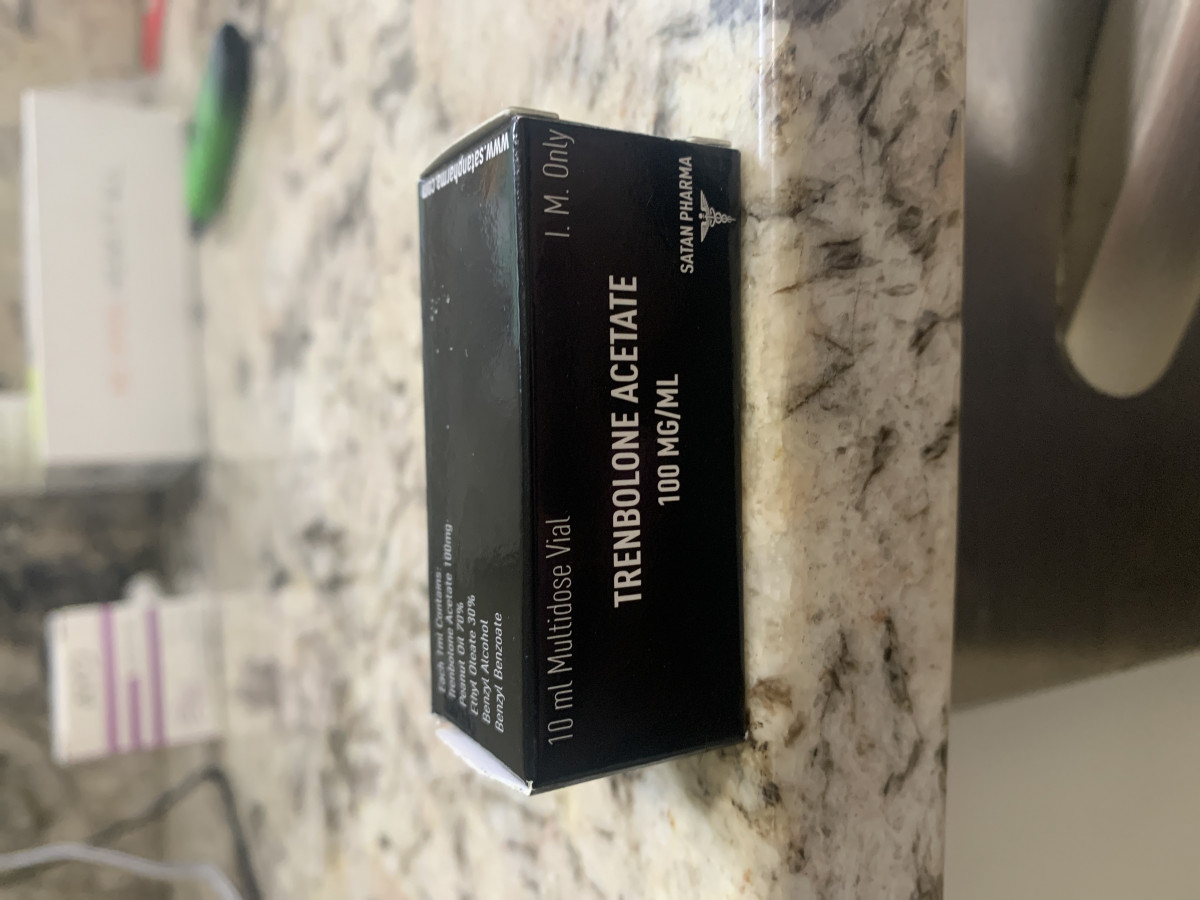 www.satanpharma.com
Each 1ml Contains:
Trenbolone Acetate 100mg
Peanut Oil 70%
Ethyl Oleate 30%
Benzyl Alcohol
Benzyl Benzoate
10 ml Multidose Vial
I. M. Only
TRENBOLONE ACETATE
100 MG/ML
SATAN PHARMA